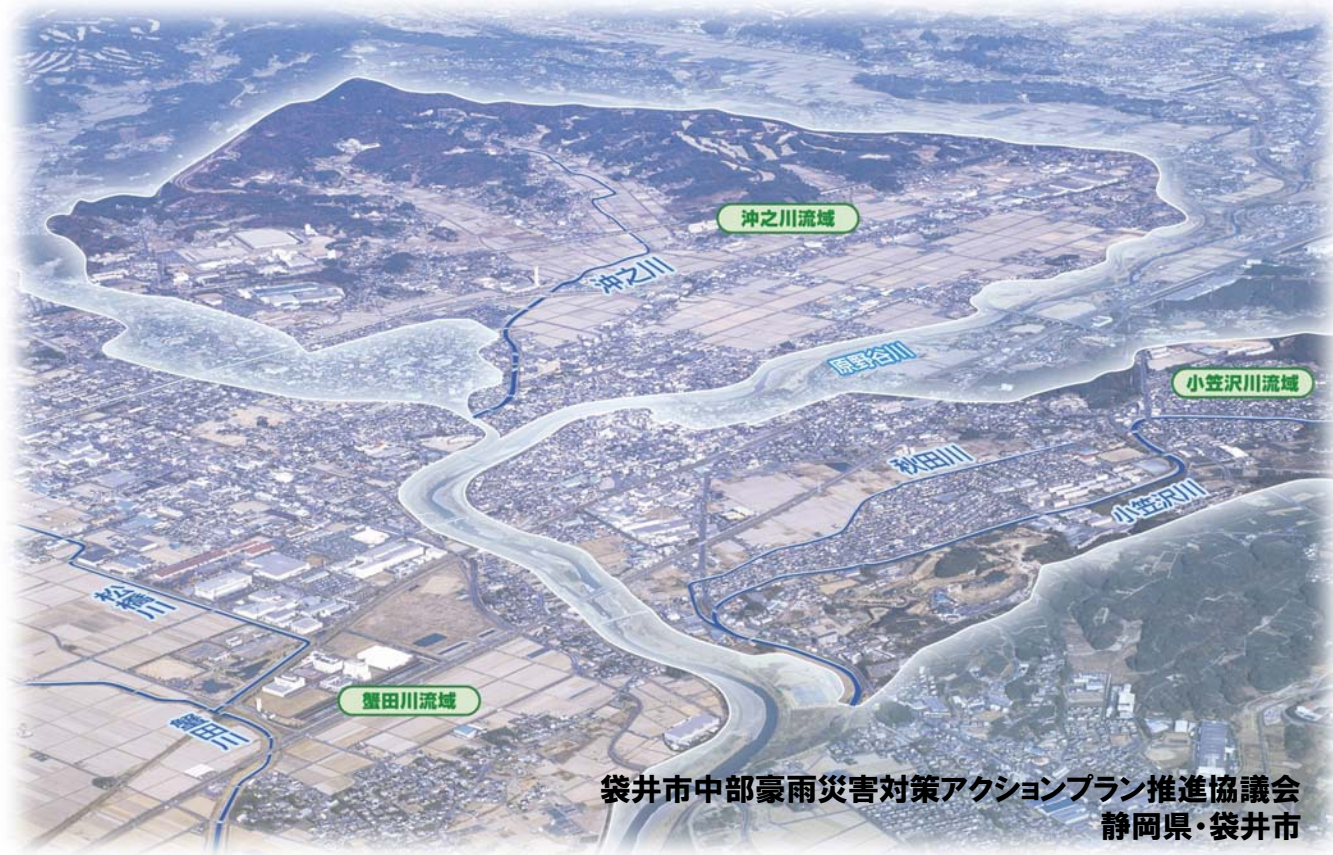 沖之川流域
沖之川
原野谷川
小笠沢川流域
秋田川
小笠沢川
松橋川
蟹田川流域
蟹田川
袋井市中部豪雨災害対策アクションプラン推進協議会
静岡県・袋井市